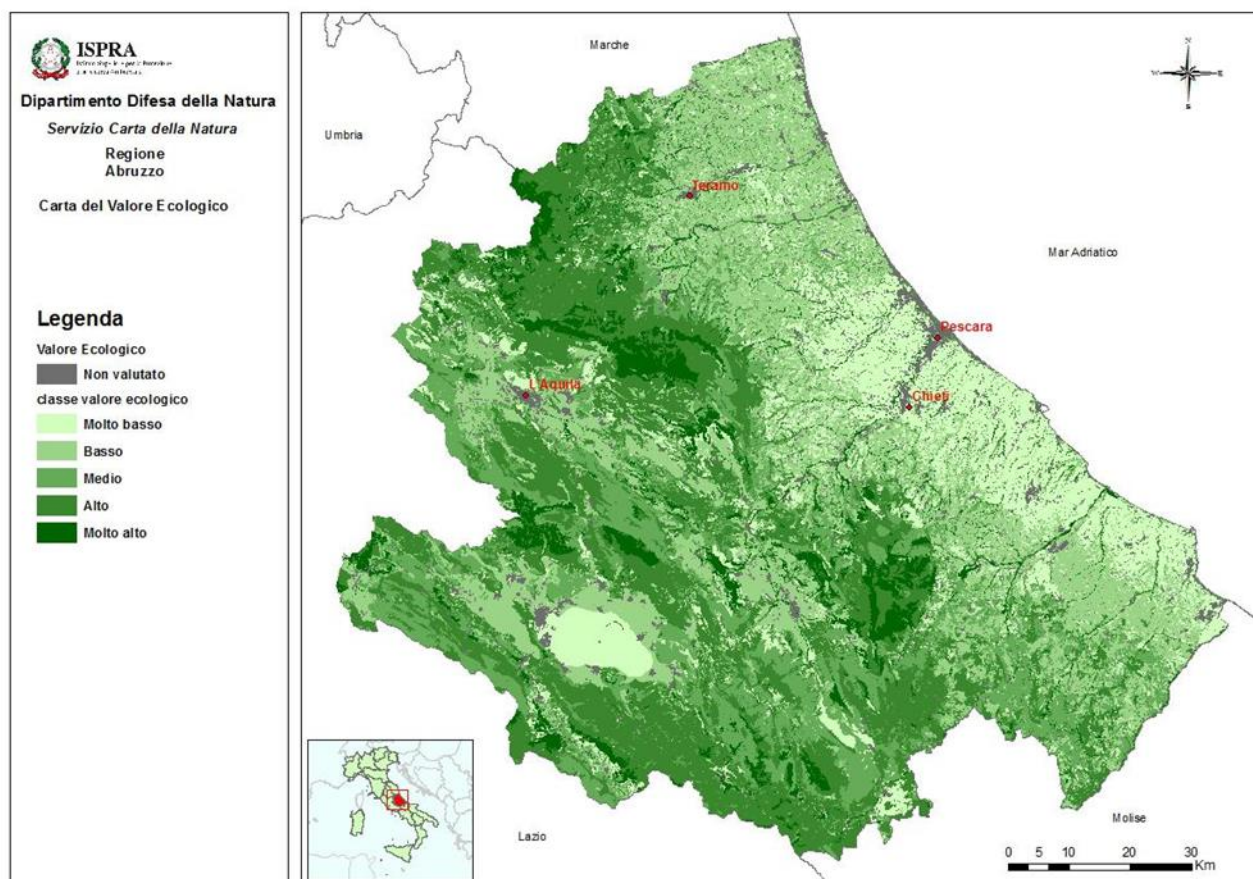 ISPRA
Dipartimento Difesa della Natura
Servizio Carta della Natura
Regione
Abruzzo
Carta del Valore Ecologico
Legenda
Valore Ecologico
Non valutato
classe valore ecologico
Molto basso
Basso
Medio
Alto
Molto alto
Marche
Umbria
Teramo
Mar Adriatico
Pescara
L'Aquila
Chieti
Lazio
Molise
N
W
E
S
0 5 10 20 30
Km